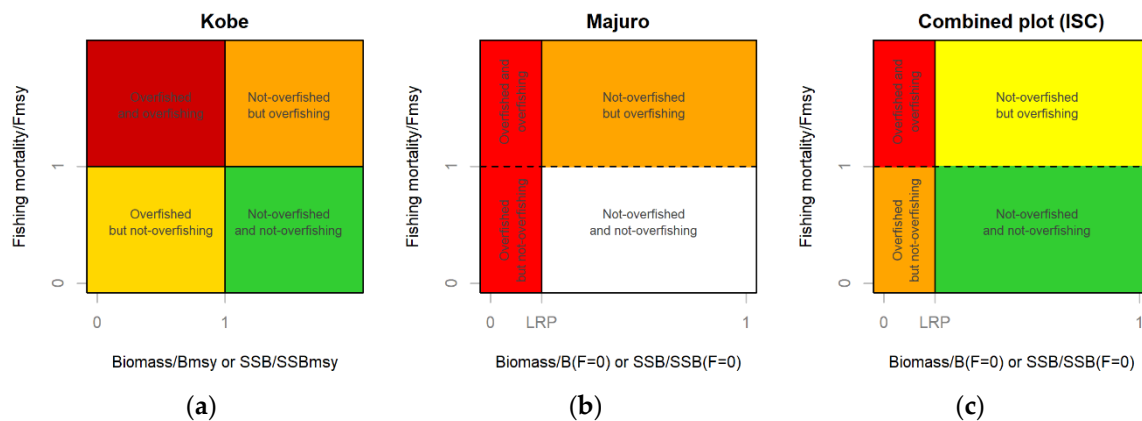 Kobe
Fishing mortality/Fmsy
1
0
Overfished
and overfishing
Not-overfished
but overfishing
Overfished
but not-overfishing
Not-overfished
and not-overfishing
0
1
Biomass/Bmsy or SSB/SSBmsy
(a)
Majuro
Fishing mortality/Fmsy
1
0
Overfished and
overfishing
Not-overfished
but overfishing
Overfished
but not-overfishing
Not-overfished
and not-overfishing
0
LRP
1
Biomass/B(F=0) or SSB/SSB(F=0)
(b)
Combined plot (ISC)
Fishing mortality/Fmsy
1
0
Overfished and
overfishing
Not-overfished
but overfishing
Overfished
but not-overfishing
Not-overfished
and not-overfishing
0
LRP
1
Biomass/B(F=0) or SSB/SSB(F=0)
(c)